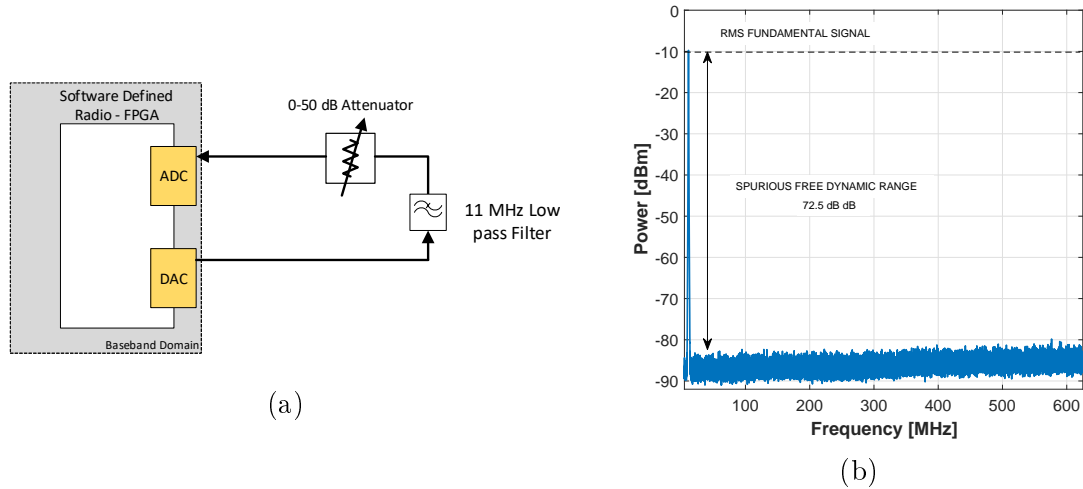 Software Defined
Radio - FPGA
ADC
DAC
Baseband Domain
0-50 dB Attenuator
11 MHz Low
pass Filter
(a)
0
-10
-20
-30
-40
-50
-60
-70
-80
-90
Power [dBm]
RMS FUNDAMENTAL SIGNAL
SPURIOUS FREE DYNAMIC RANGE
72.5 dB dB
100
200
300
400
500
600
Frequency [MHz]
(b)